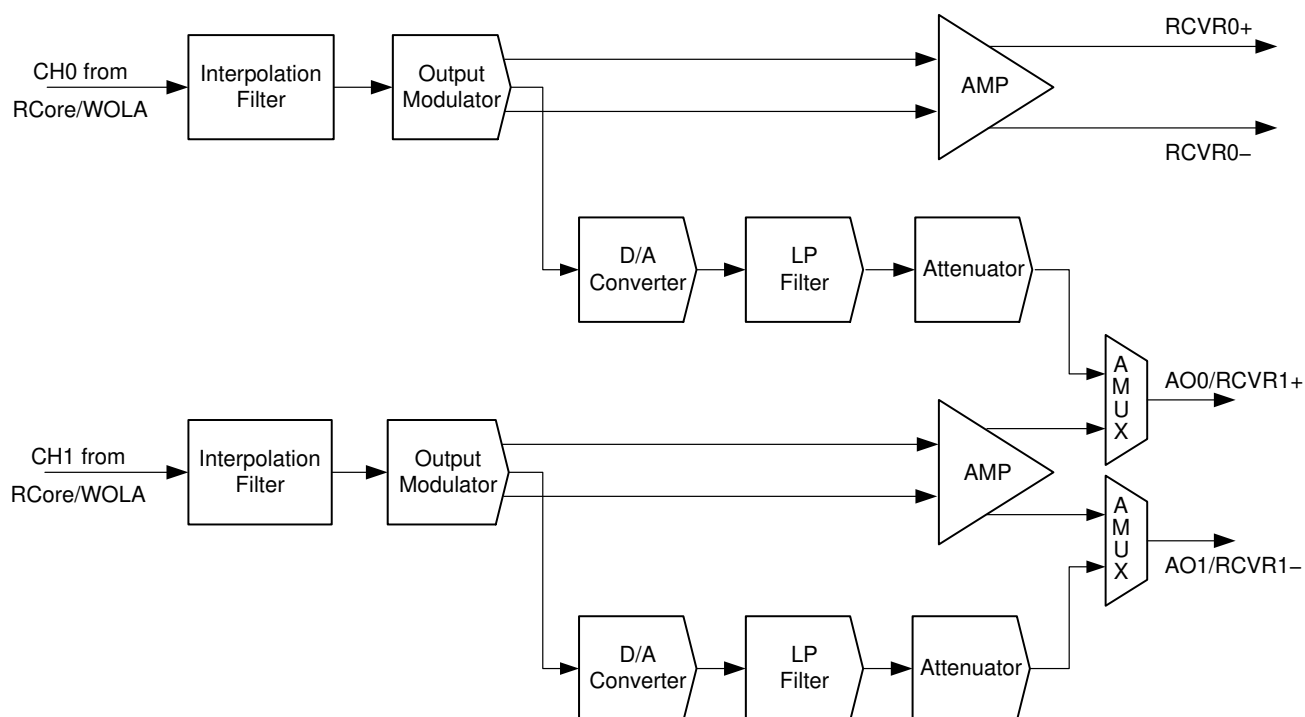 CH0 from
RCore/WOLA
Interpolation
Filter
Output
Modulator
AMP
RCVR0+
RCVR0−
D/A
Converter
LP
Filter
Attenuator
A
M
U
X
AO0/RCVR1+
CH1 from
RCore/WOLA
Interpolation
Filter
Output
Modulator
AMP
A
M
U
X
AO1/RCVR1−
D/A
Converter
LP
Filter
Attenuator